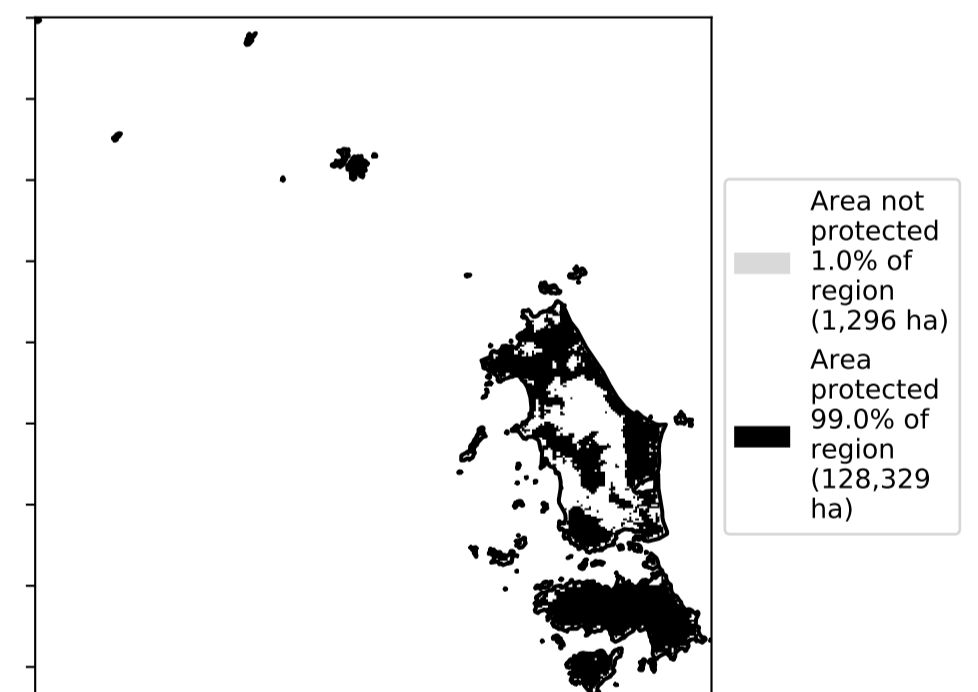 Area not
protected
1.0% of
region
(1,296 ha)
Area
protected
99.0% of
region
(128,329
ha)